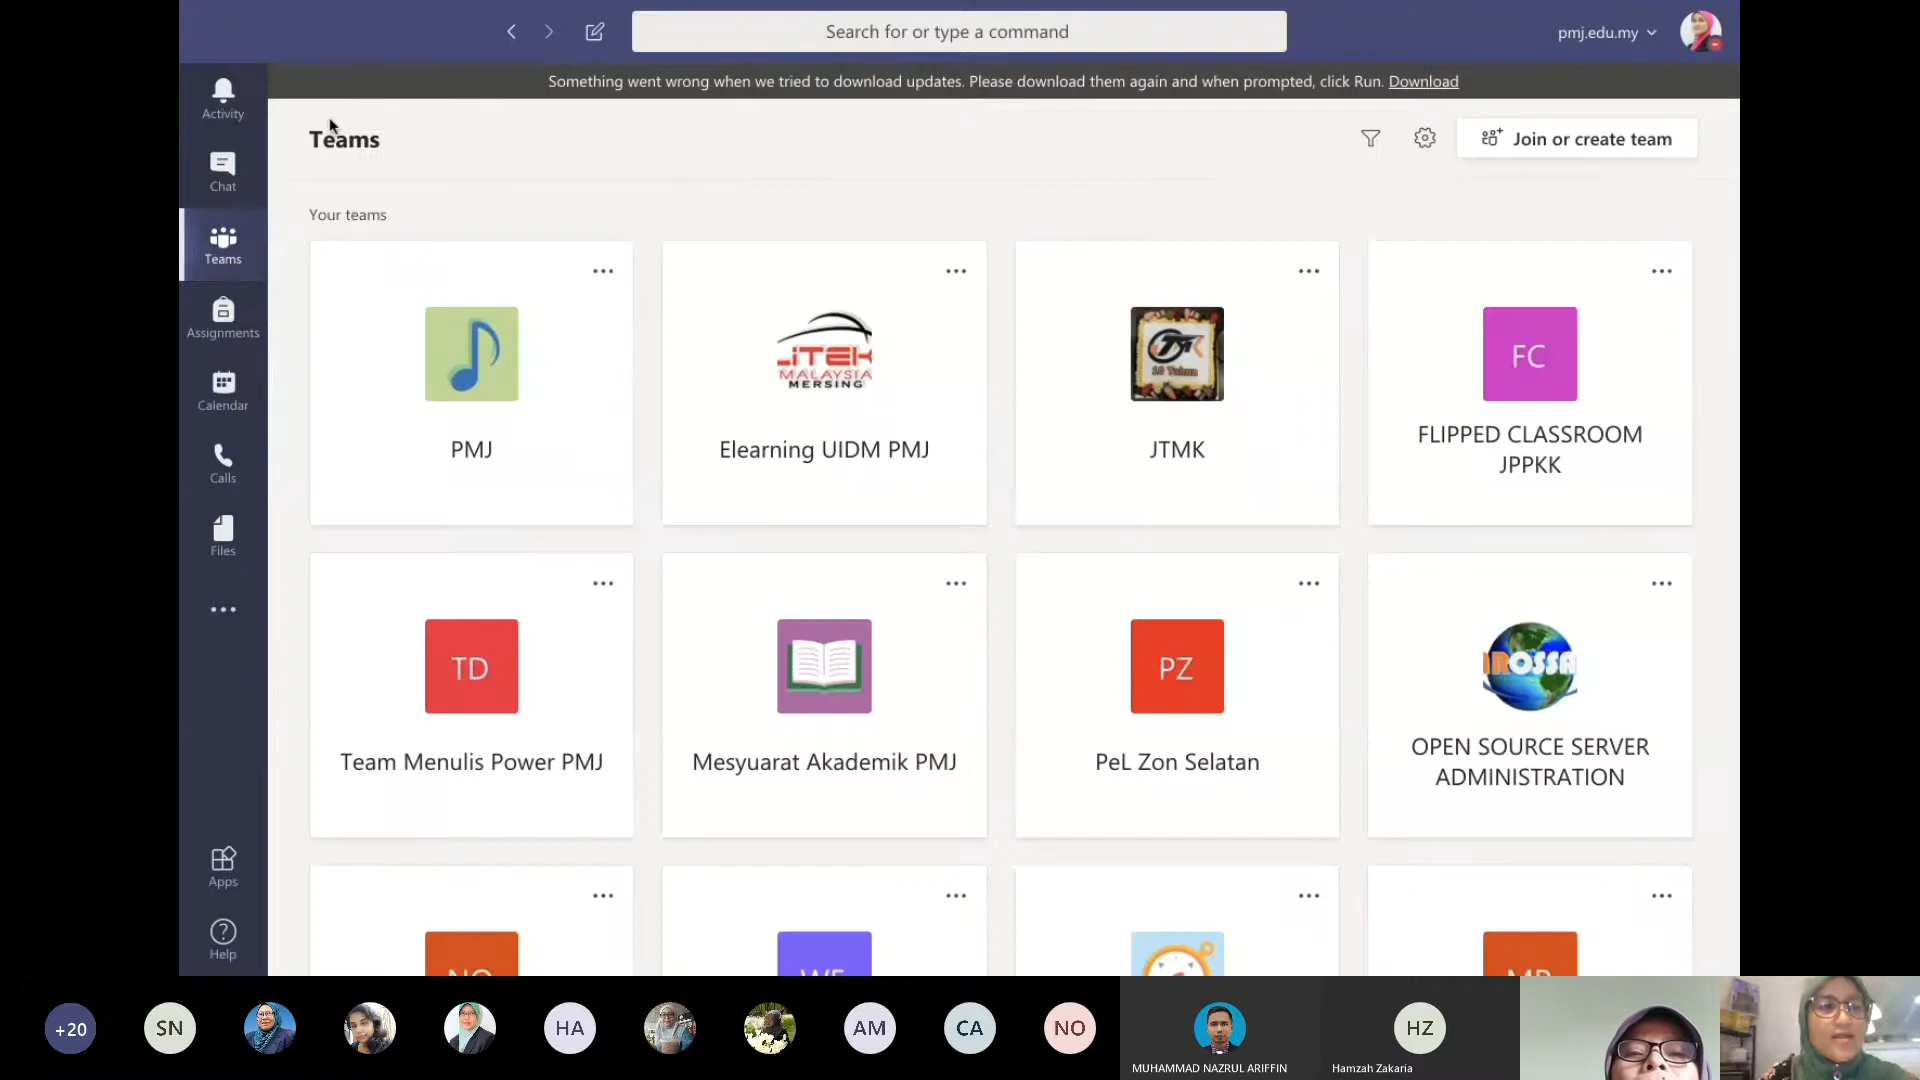 Search for or type a command
pmj.edu.my
Something went wrong when we tried to download updates. Please download them again and when prompted, click Run. Download
Activity
Chat
Teams
Assignments
Calendar
Calls
Files
Apps
Help
Teams
Join or create team
Your teams
PMJ
JTEK
MALAYSIA
MERSING
Elearning UIDM PMJ
10 Tahun
JTMK
FC
FLIPPED CLASSROOM
JPPKK
TD
Team Menulis Power PMJ
Mesyuarat Akademik PMJ
PZ
PeL Zon Selatan
OPEN SOURCE SERVER
ADMINISTRATION
+20
SN
HA
AM
CA
NO
MUHAMMAD NAZRUL ARIFFIN
HZ
Hamzah Zakaria